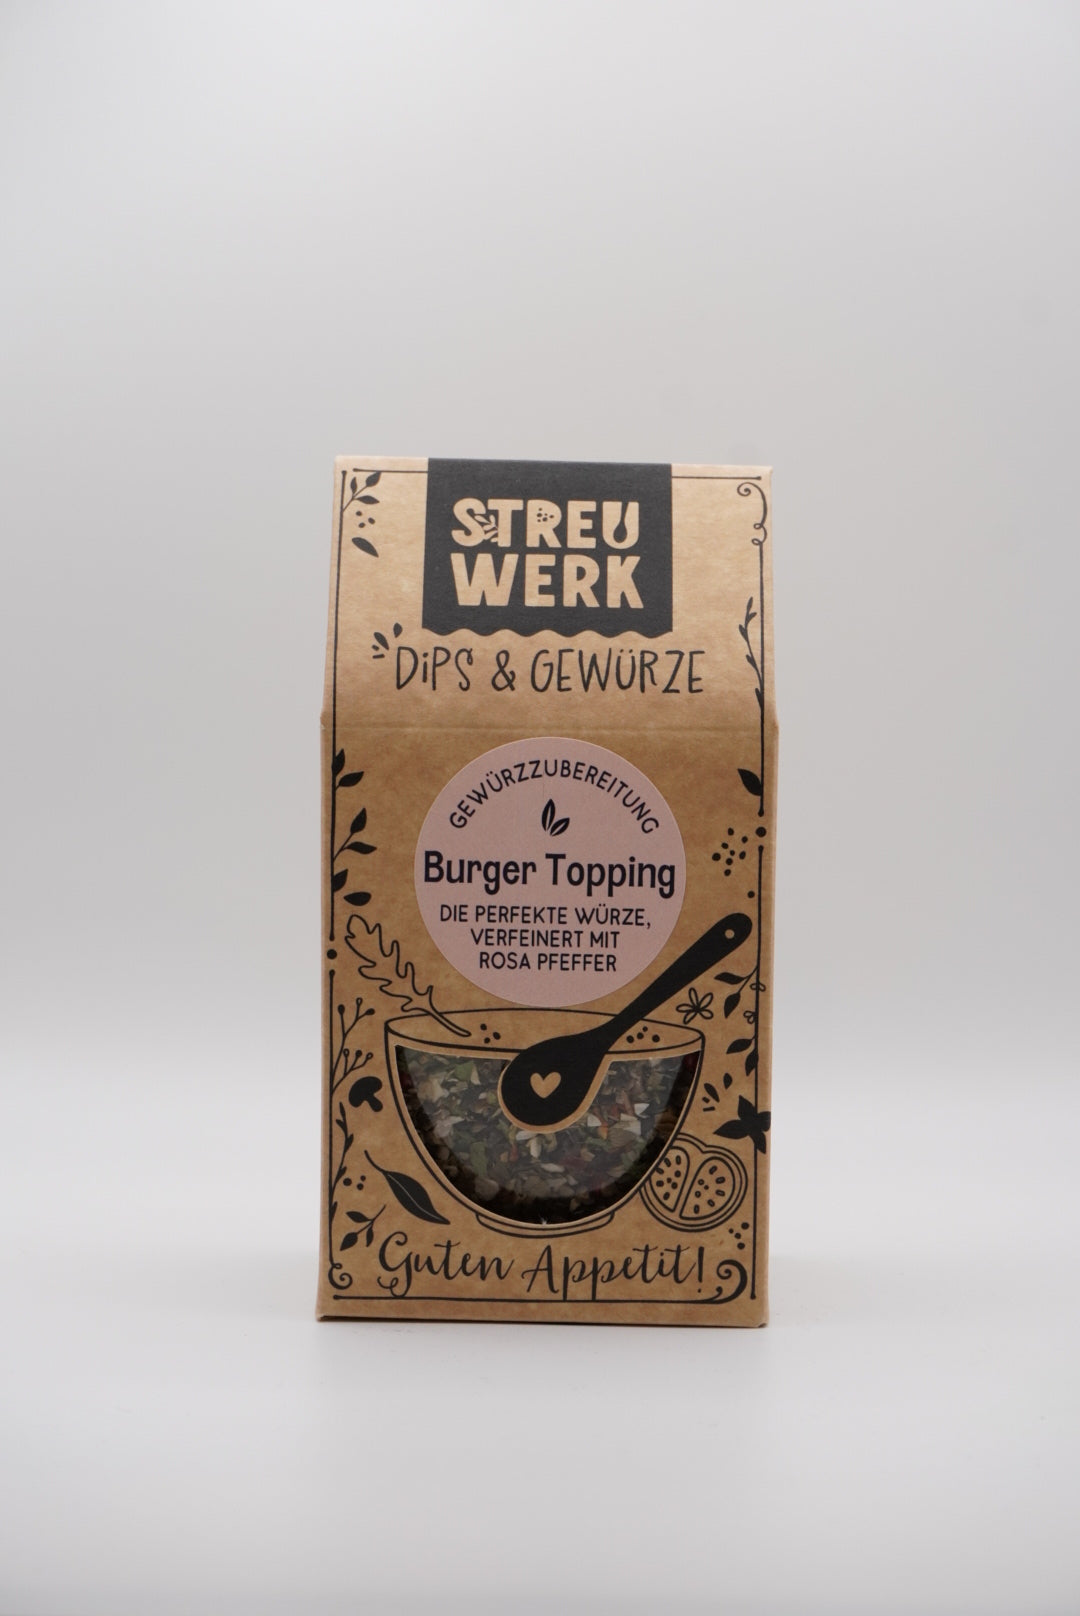 STREU
WERK
DiPS & GEWÜRZE
GEWÜRZZUBEREITUNG
Burger Topping
DIE PERFEKTE WÜRZE,
VERFEINERT MIT
ROSA PFEFFER
Guten Appetit!